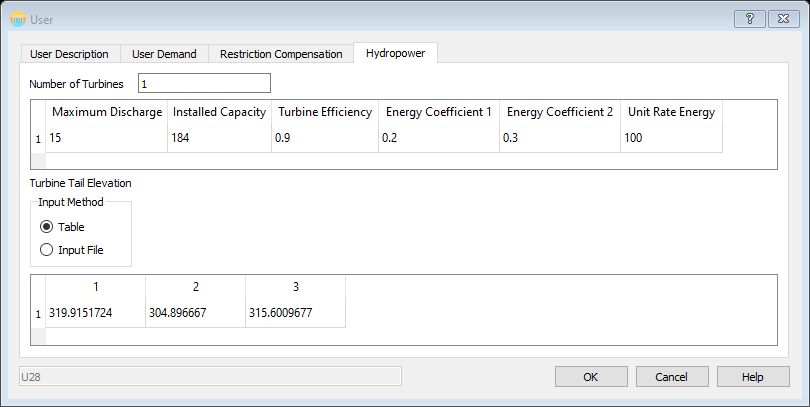 User
User Description User Demand Restriction Compensation Hydropower
Number of Turbines 1
Maximum Discharge Installed Capacity Turbine Efficiency Energy Coefficient 1 Energy Coefficient 2 Unit Rate Energy
1 15 184 0.9 0.2 0.3 100
Turbine Tail Elevation
Input Method
Table
Input File
1 2 3
1 319.9151724 304.896667 315.6009677
U28 OK Cancel Help